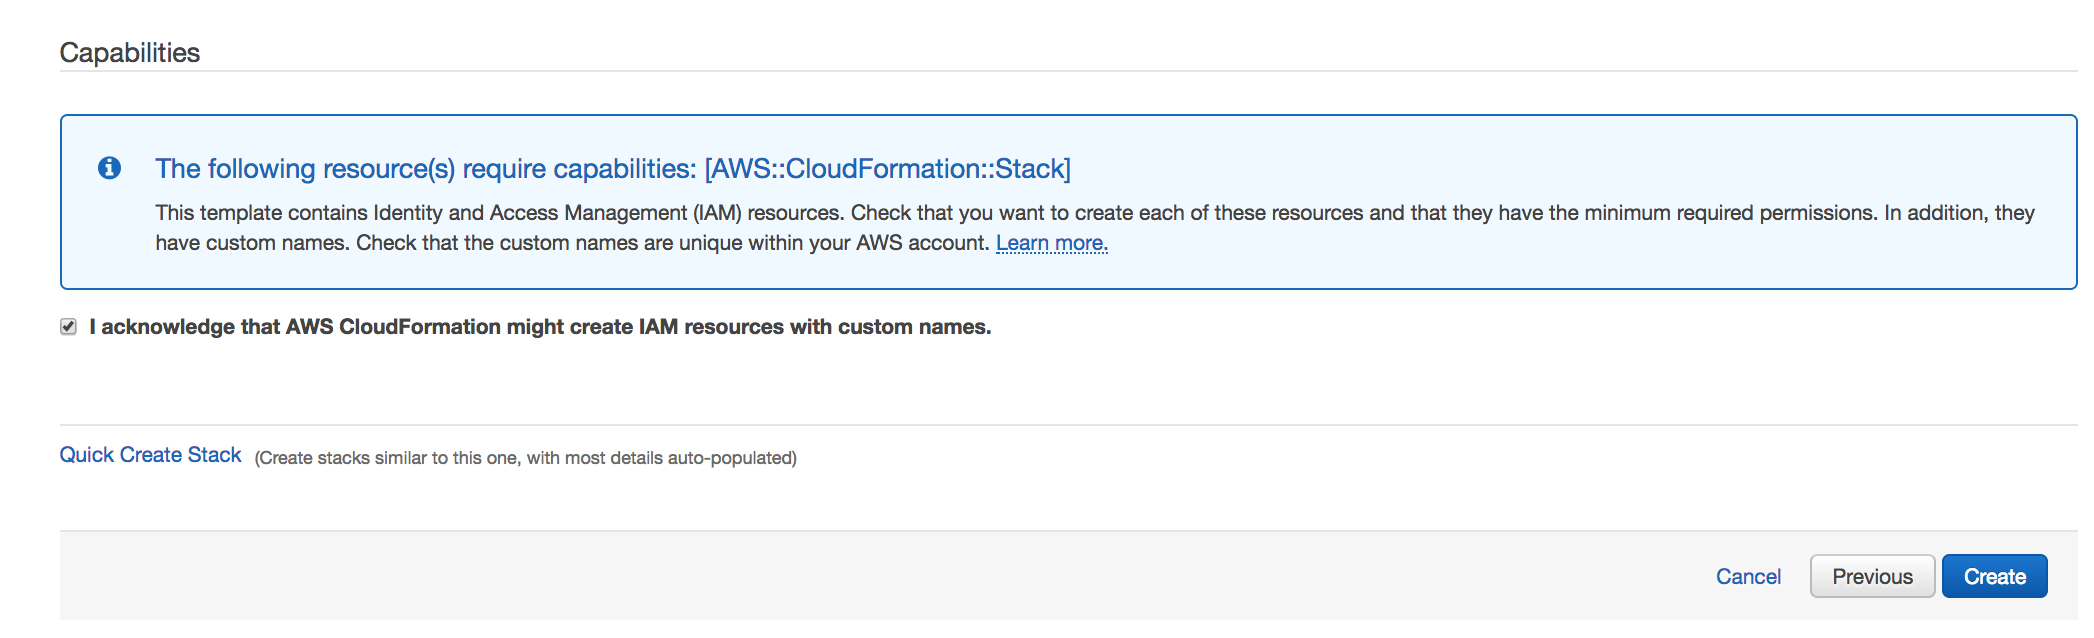 Capabilities
The following resource(s) require capabilities: [AWS::CloudFormation::Stack]
This template contains Identity and Access Management (IAM) resources. Check that you want to create each of these resources and that they have the minimum required permissions. In addition, they
have custom names. Check that the custom names are unique within your AWS account. Learn more.
I acknowledge that AWS CloudFormation might create IAM resources with custom names.
Quick Create Stack (Create stacks similar to this one, with most details auto-populated)
Cancel Previous Create